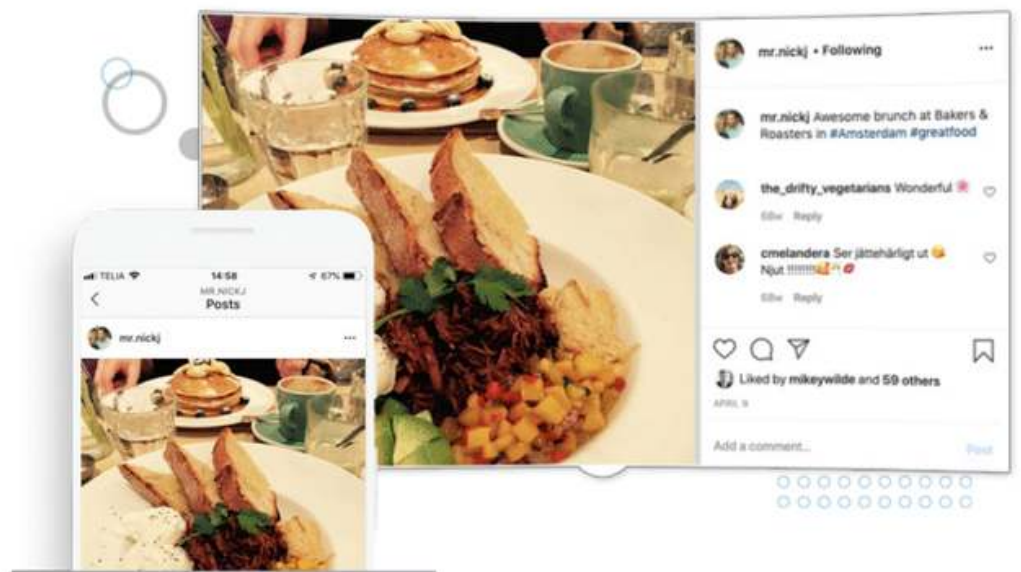 mr.nickj • Following
mr.nickj Awesome brunch at Bakers &
Roasters in #Amsterdam #greatfood
the_drifty_vegetarians Wonderful 🌸
68w Reply
cmelandera Ser jättehärligt ut 😋
Njut !!!!!!!!!🥰🥂💋
68w Reply
Liked by mikeywilde and 59 others
APRIL 9
Add a comment...
Post
TELIA 14:58 67%
MR.NICKJ
Posts
mr.nickj